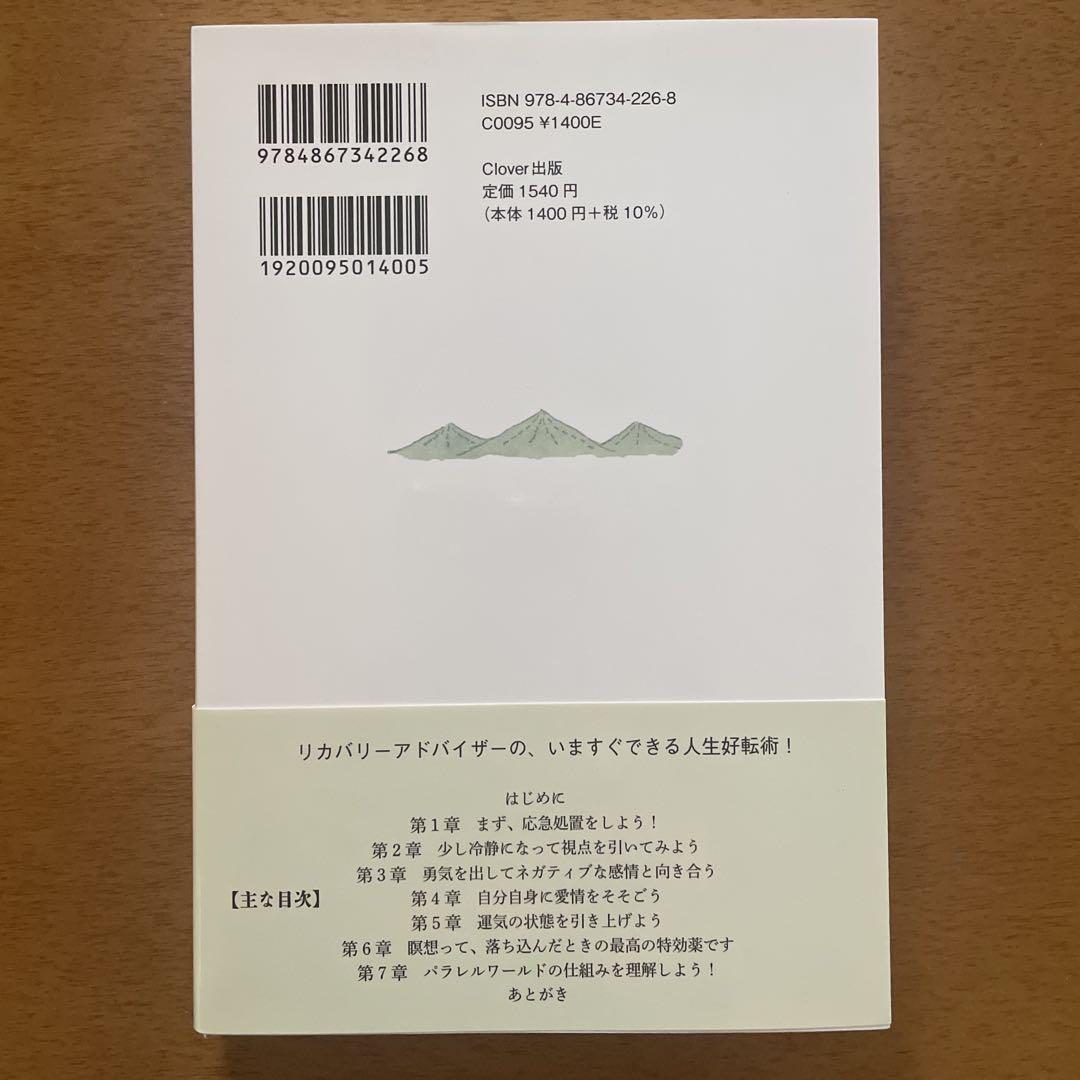 9784867342268
ISBN 978-4-86734-226-8
C0095 ¥1400E
Clover出版
定価1540円
(本体1400円+税10%)
1920095014005
リカバリーアドバイザーの、いますぐできる人生好転術!
【主な目次】
はじめに
第1章 まず、応急処置をしよう!
第2章 少し冷静になって視点を引いてみよう
第3章 勇気を出してネガティブな感情と向き合う
第4章 自分自身に愛情をそそごう
第5章 運気の状態を引き上げよう
第6章 瞑想って、落ち込んだときの最高の特効薬です
第7章 パラレルワールドの仕組みを理解しよう!
あとがき